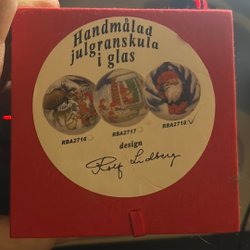 Handmålad
julgranskula
i glas
RBA2716 RBA2717 RBA2718 ✓
design
Rolf Lidberg